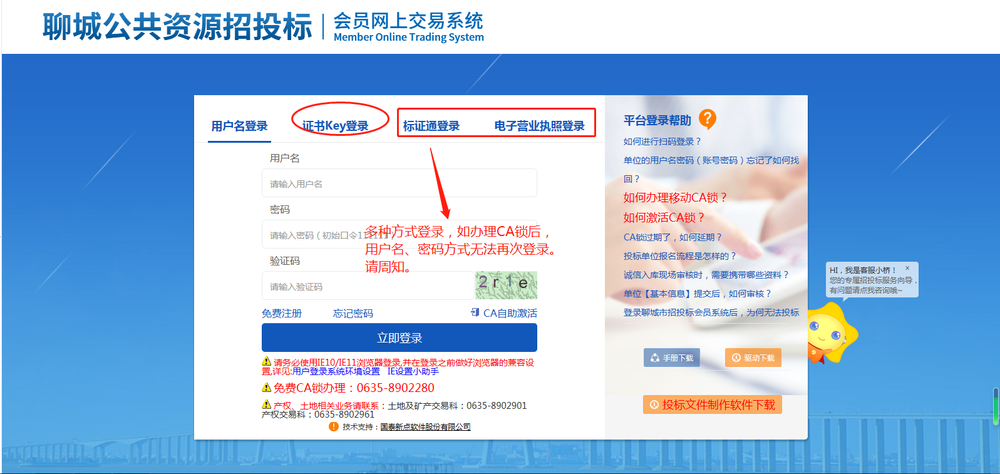 聊城公共资源招投标
会员网上交易系统
Member Online Trading System
用户名登录
证书Key登录
标证通登录
电子营业执照登录
用户名
请输入用户名
密码
请输入密码（初始口令111111）
多种方式登录，如办理CA锁后，
用户名、密码方式无法再次登录。
请周知。
验证码
请输入验证码
2r1e
免费注册
忘记密码
CA自助激活
立即登录
请务必使用IE10/IE11浏览器登录,并在登录之前做好浏览器的兼容设
置,详见:用户登录系统环境设置 IE设置小助手
免费CA锁办理：0635-8902280
产权、土地相关业务请联系：土地及矿产交易科：0635-8902901
产权交易科：0635-8902961
技术支持：国泰新点软件股份有限公司
平台登录帮助
如何进行扫码登录？
单位的用户名密码（账号密码）忘记了如何找
回？
如何办理移动CA锁？
如何激活CA锁？
CA锁过期了，如何延期？
投标单位报名流程是怎样的？
诚信入库现场审核时，需要携带哪些资料？
单位【基本信息】提交后，如何审核？
登录聊城市招投标会员系统后，为何无法投标
手册下载
驱动下载
投标文件制作软件下载
HI，我是客服小桥！ x
您的专属招投标服务向导，
有问题请点我咨询哦~